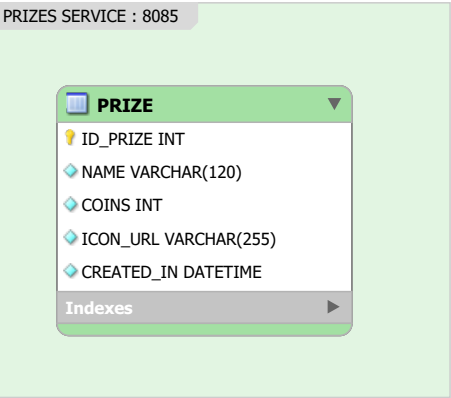 PRIZES SERVICE : 8085
PRIZE
ID_PRIZE INT
NAME VARCHAR(120)
COINS INT
ICON_URL VARCHAR(255)
CREATED_IN DATETIME
Indexes